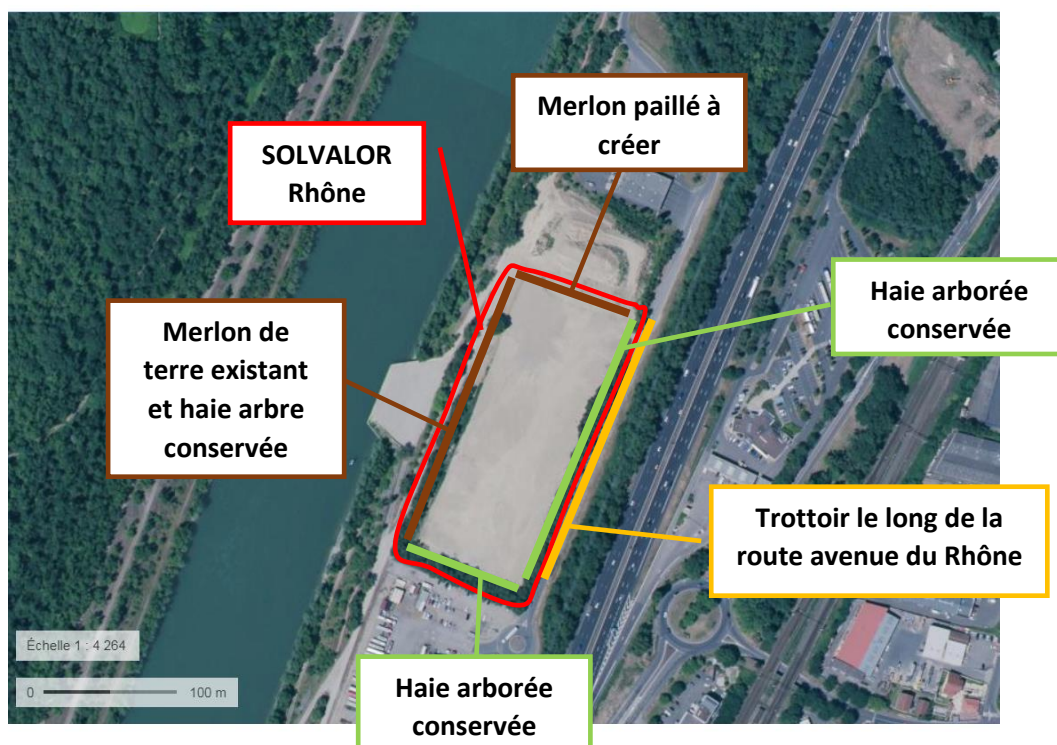 Merlon paillé à
créer
SOLVALOR
Rhône
Haie arborée
conservée
Merlon de
terre existant
et haie arbre
conservée
Trottoir le long de la
route avenue du Rhône
Échelle 1 : 4 264
0 100 m
Haie arborée
conservée